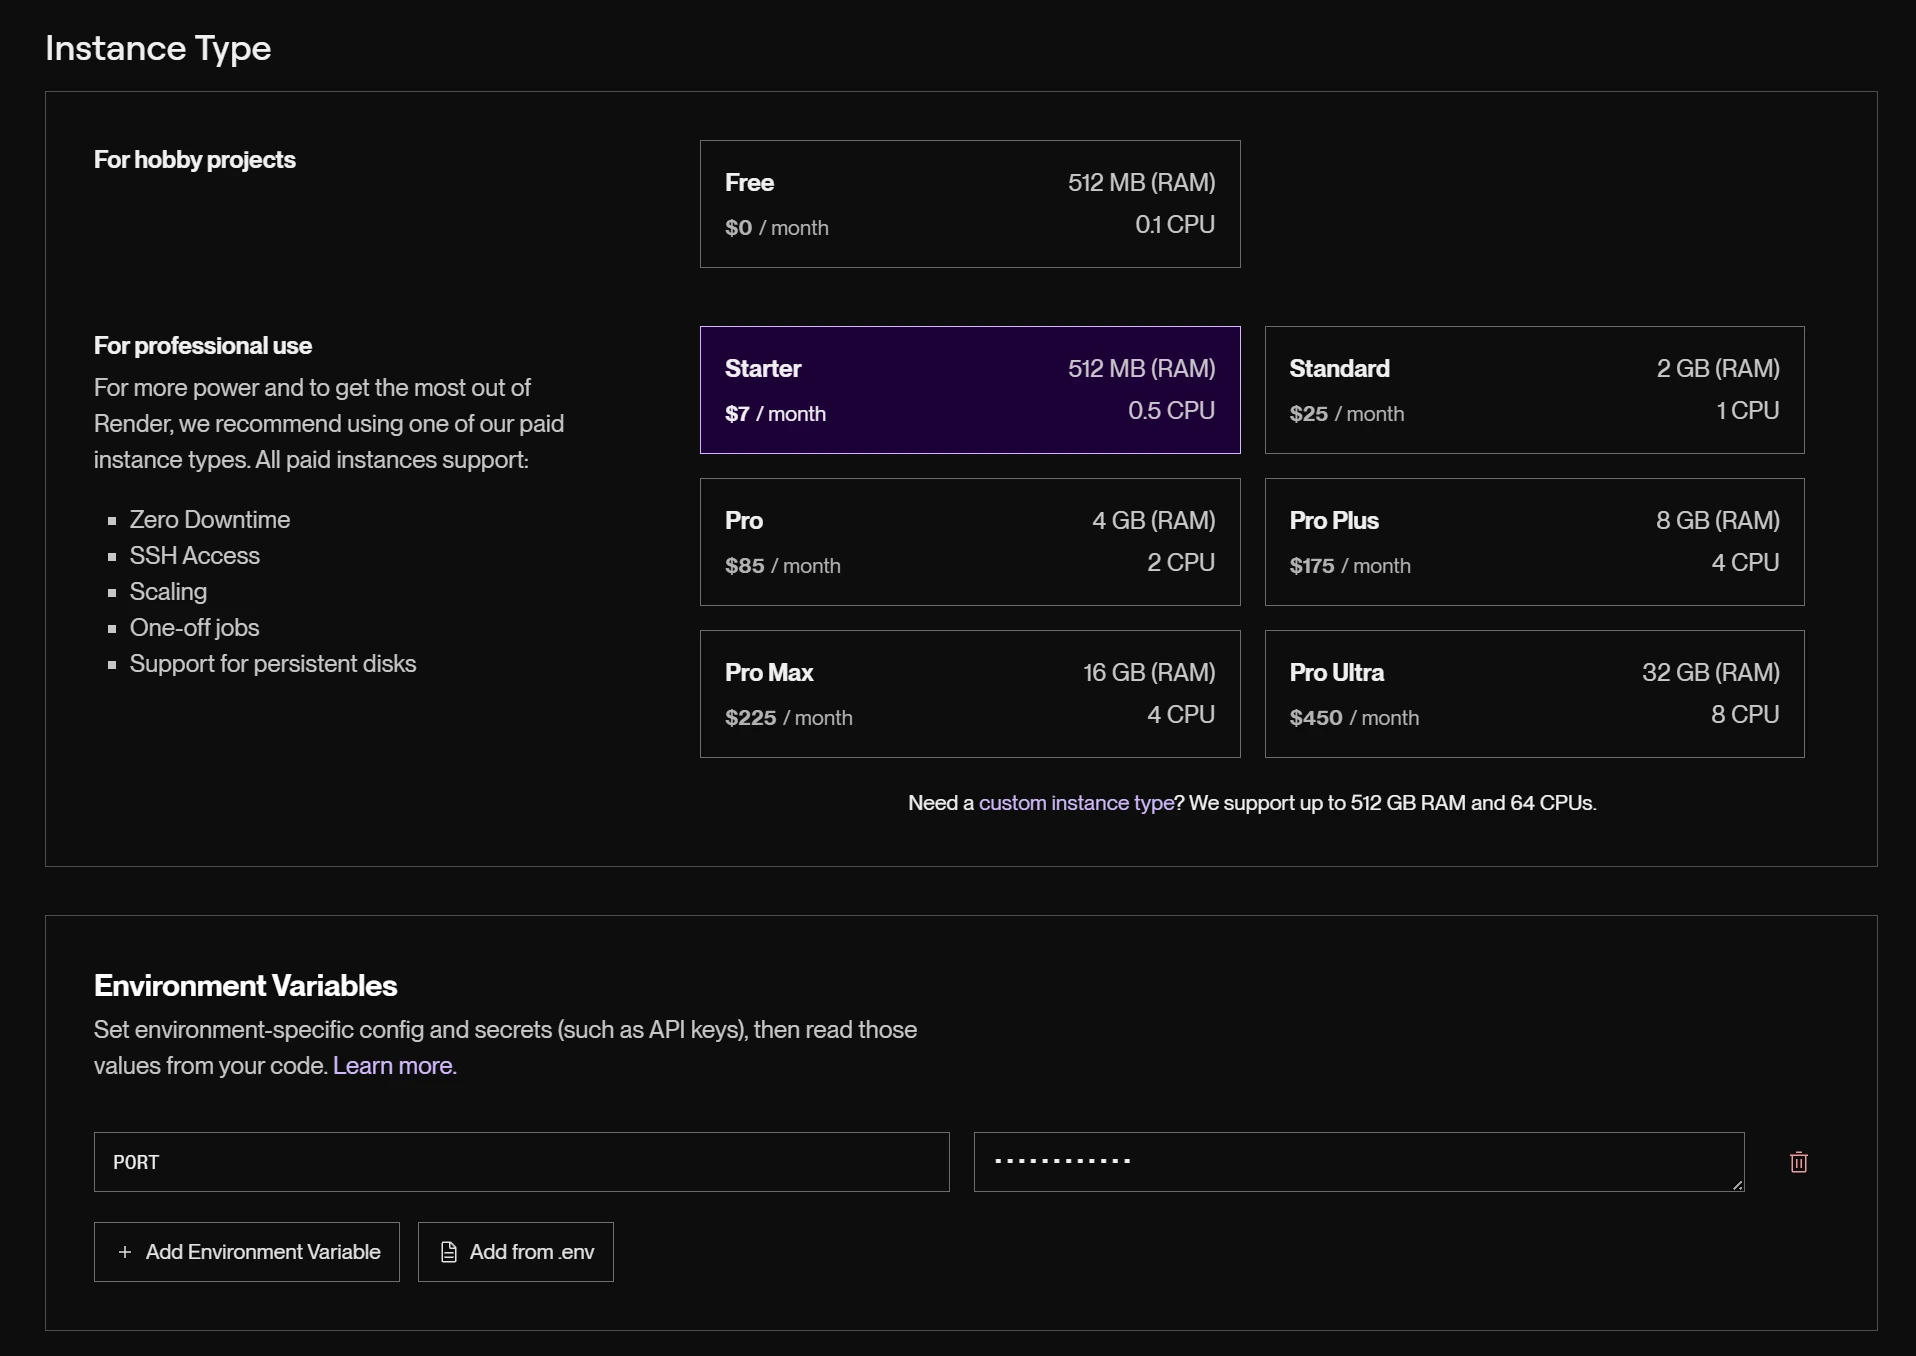 Instance Type
For hobby projects
Free
512 MB (RAM)
$0 / month
0.1 CPU
For professional use
For more power and to get the most out of
Render, we recommend using one of our paid
instance types. All paid instances support:
Zero Downtime
SSH Access
Scaling
One-off jobs
Support for persistent disks
Starter
512 MB (RAM)
$7 / month
0.5 CPU
Standard
2 GB (RAM)
$25 / month
1 CPU
Pro
4 GB (RAM)
$85 / month
2 CPU
Pro Plus
8 GB (RAM)
$175 / month
4 CPU
Pro Max
16 GB (RAM)
$225 / month
4 CPU
Pro Ultra
32 GB (RAM)
$450 / month
8 CPU
Need a custom instance type? We support up to 512 GB RAM and 64 CPUs.
Environment Variables
Set environment-specific config and secrets (such as API keys), then read those
values from your code. Learn more.
PORT
+ Add Environment Variable
Add from .env